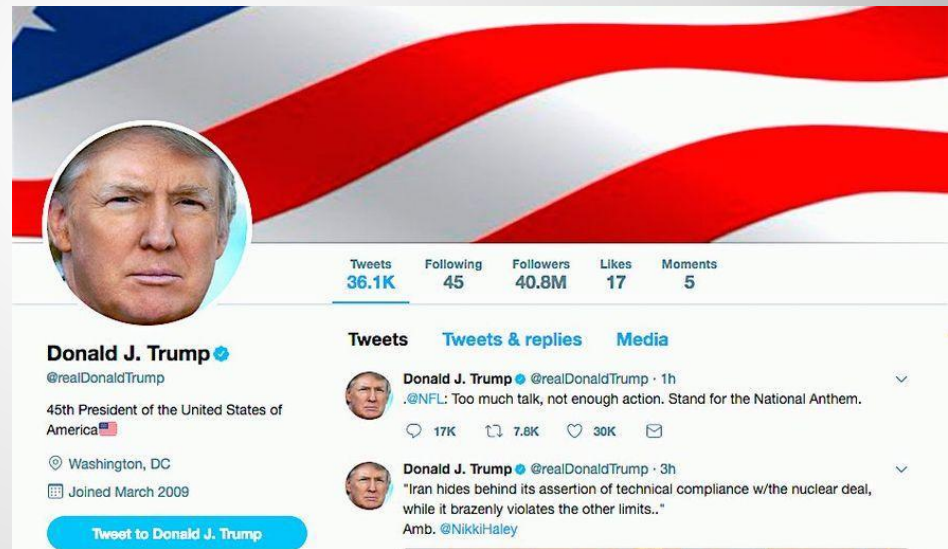 Tweets Following Followers Likes Moments
36.1K 45 40.8M 17 5
Donald J. Trump
@realDonaldTrump
45th President of the United States of
America🇺🇸
Washington, DC
Joined March 2009
Tweet to Donald J. Trump
Tweets Tweets & replies Media
Donald J. Trump @realDonaldTrump · 1h
.@NFL: Too much talk, not enough action. Stand for the National Anthem.
17K 7.8K 30K
Donald J. Trump @realDonaldTrump · 3h
"Iran hides behind its assertion of technical compliance w/the nuclear deal,
while it brazenly violates the other limits.."
Amb. @NikkiHaley